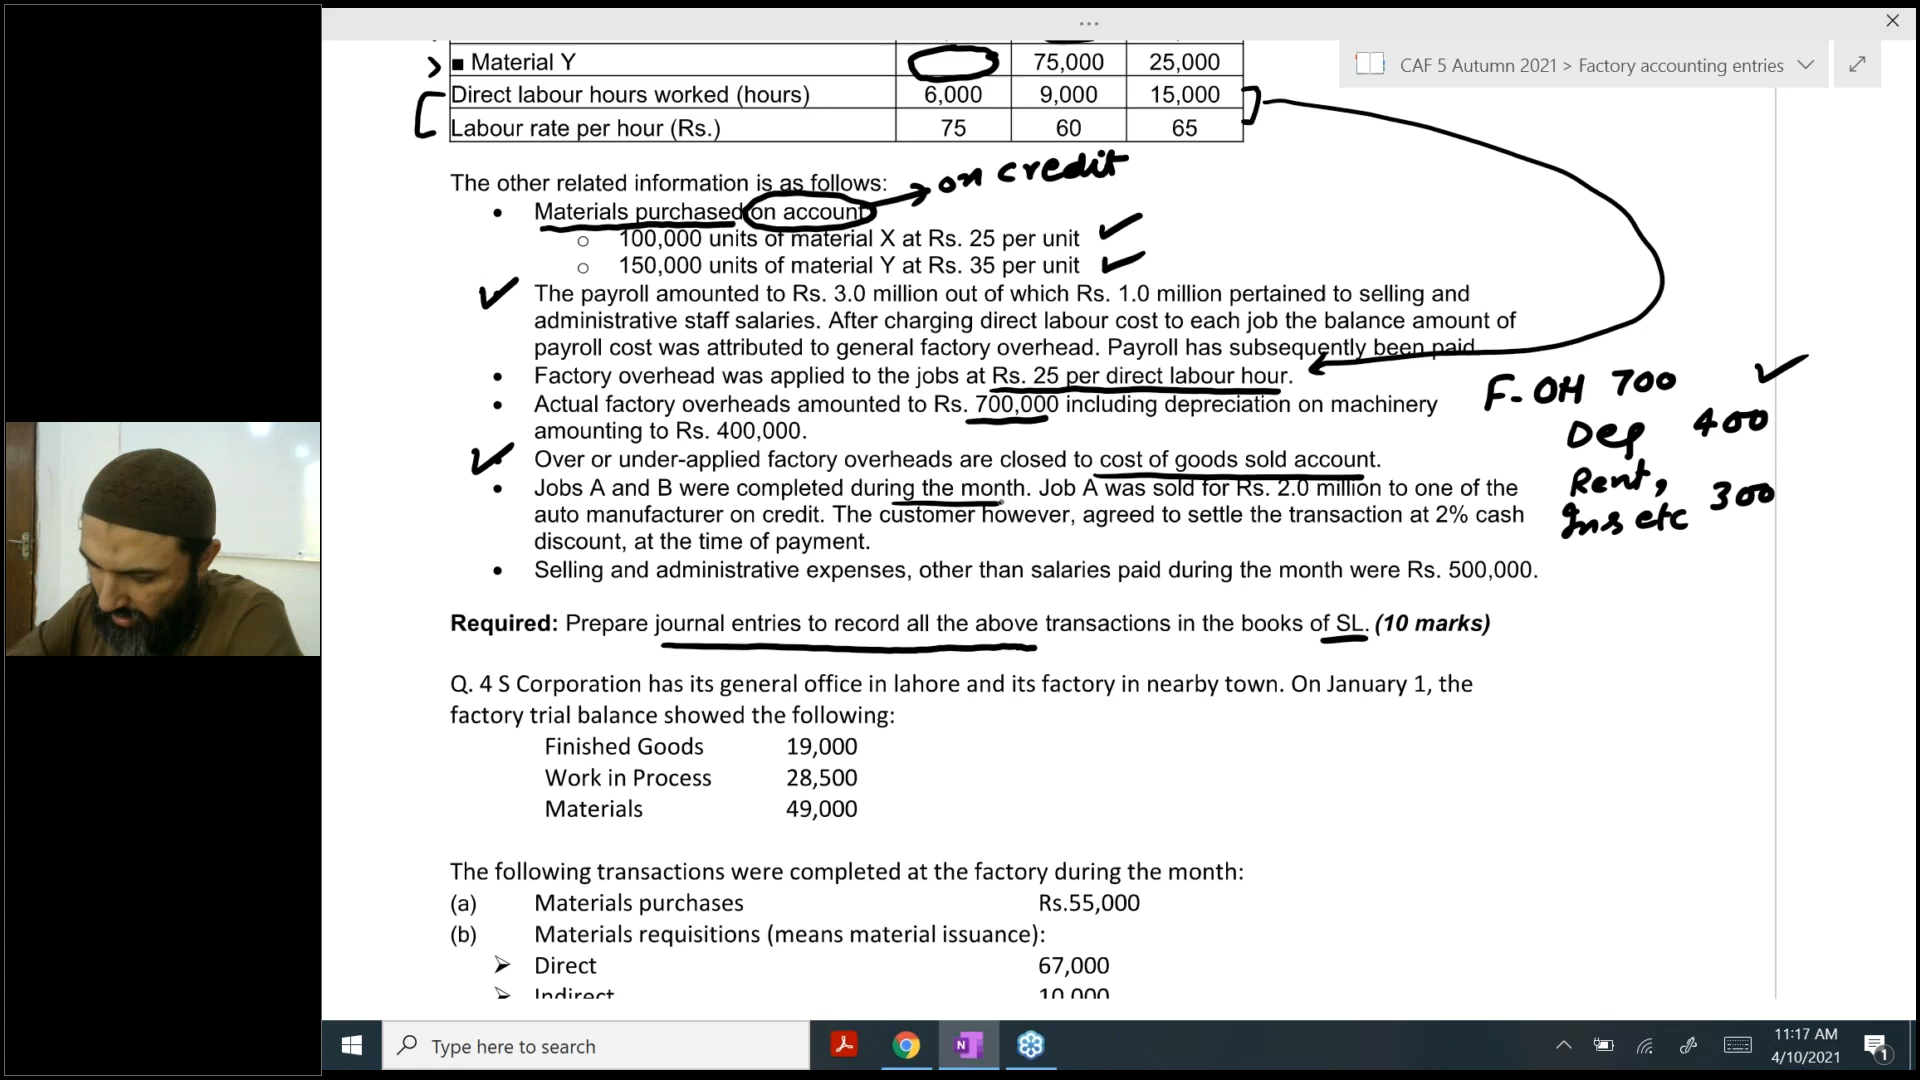 CAF 5 Autumn 2021 > Factory accounting entries
■ Material Y 75,000 25,000
Direct labour hours worked (hours) 6,000 9,000 15,000
Labour rate per hour (Rs.) 75 60 65
on credit
The other related information is as follows:
• Materials purchased on account
o 100,000 units of material X at Rs. 25 per unit
o 150,000 units of material Y at Rs. 35 per unit
The payroll amounted to Rs. 3.0 million out of which Rs. 1.0 million pertained to selling and
administrative staff salaries. After charging direct labour cost to each job the balance amount of
payroll cost was attributed to general factory overhead. Payroll has subsequently been paid
• Factory overhead was applied to the jobs at Rs. 25 per direct labour hour.
• Actual factory overheads amounted to Rs. 700,000 including depreciation on machinery
amounting to Rs. 400,000.
Over or under-applied factory overheads are closed to cost of goods sold account.
• Jobs A and B were completed during the month. Job A was sold for Rs. 2.0 million to one of the
auto manufacturer on credit. The customer however, agreed to settle the transaction at 2% cash
discount, at the time of payment.
• Selling and administrative expenses, other than salaries paid during the month were Rs. 500,000.
F-OH 700
Dep 400
Rent,
Ins etc 300
Required: Prepare journal entries to record all the above transactions in the books of SL. (10 marks)
Q. 4 S Corporation has its general office in lahore and its factory in nearby town. On January 1, the
factory trial balance showed the following:
Finished Goods 19,000
Work in Process 28,500
Materials 49,000
The following transactions were completed at the factory during the month:
(a) Materials purchases Rs.55,000
(b) Materials requisitions (means material issuance):
➢ Direct 67,000
➢ Indirect 10,000
Type here to search
N
11:17 AM
4/10/2021
1